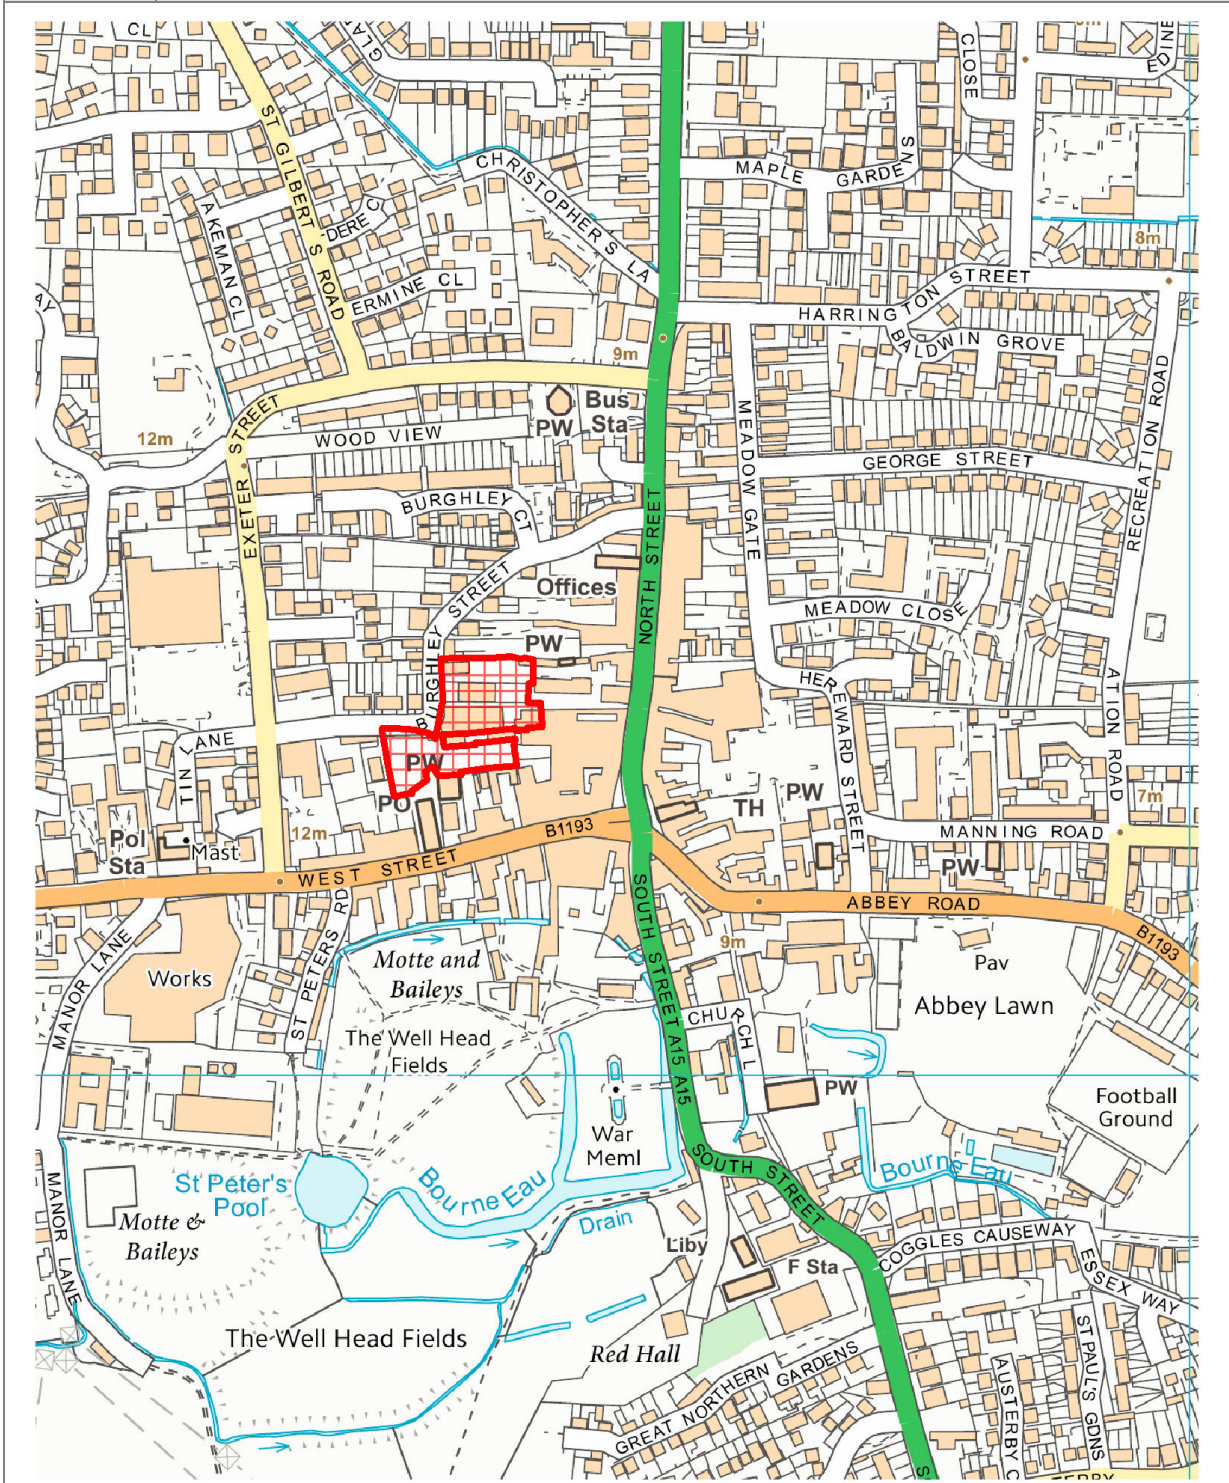 CL
GLA
CLOSE
EDINE
ST GILBERT S ROAD
CHRISTOPHER S LA
MAPLE GARDENS
AKEMAN CL
DERE C
8m
ERMINE CL
HARRINGTON STREET
BALDWIN GROVE
AY
9m
Bus
Sta
PW
12m
EXETER STREET
WOOD VIEW
MEADOW GATE
GEORGE STREET
RECREATION ROAD
BURGHLEY CT
NORTH STREET
Offices
BURGHLEY STREET
MEADOW CLOSE
PW
HEREWARD STREET
ATION ROAD
TIN LANE
PW
PO
TH
PW
7m
Pol
Sta
Mast
12m
B1193
MANNING ROAD
PW
WEST STREET
ABBEY ROAD
B1193
MANOR LANE
Works
ST PETERS RD
Motte and
Baileys
SOUTH STREET A15 A15
9m
Pav
Abbey Lawn
The Well Head
Fields
CHURCH L
PW
Football
Ground
War
Meml
MANOR LANE
St Peter's
Pool
Bourne Eau
SOUTH STREET
Bourne Eau
Motte &
Baileys
Drain
Liby
F Sta
COGGLES CAUSEWAY
ESSEX WAY
The Well Head Fields
Red Hall
GREAT NORTHERN GARDENS
AUSTERBY C
ST PAUL'S GDNS
S
TERBY